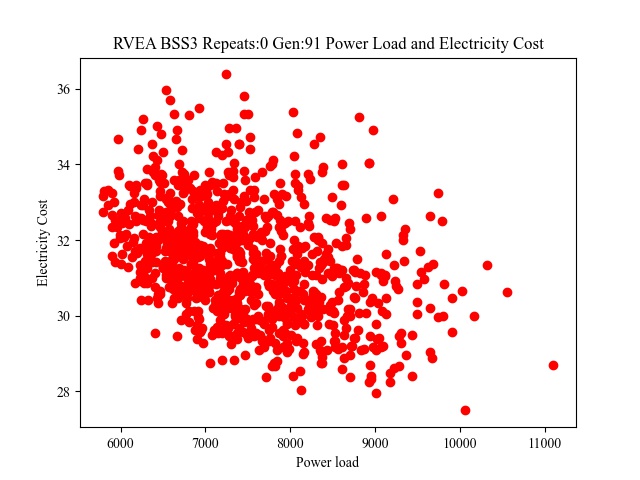 RVEA BSS3 Repeats:0 Gen:91 Power Load and Electricity Cost
36
34
32
30
28
Electricity Cost
6000 7000 8000 9000 10000 11000
Power load